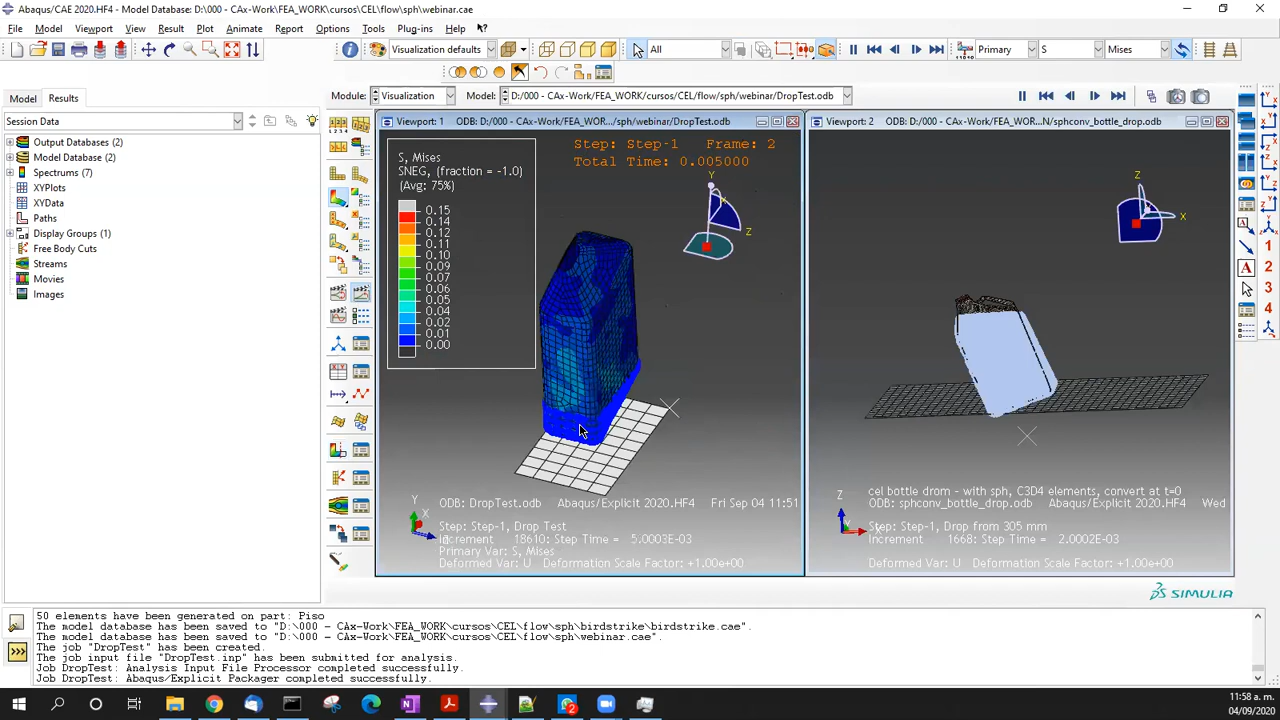 Abaqus/CAE 2020.HF4 - Model Database: D:\000 - CAx-Work\FEA_WORK\cursos\CEL\flow\sph\webinar.cae
File Model Viewport View Result Plot Animate Report Options Tools Plug-ins Help
Visualization defaults All Primary S Mises
Model Results Module: Visualization Model: D:/000 - CAx-Work/FEA_WORK/cursos/CEL/flow/sph/webinar/DropTest.odb
Session Data
Output Databases (2)
Model Database (2)
Spectrums (7)
XYPlots
XYData
Paths
Display Groups (1)
Free Body Cuts
Streams
Movies
Images
Viewport: 1 ODB: D:/000 - CAx-Work/FEA_WOR.../sph/webinar/DropTest.odb
S, Mises
SNEG, (fraction = -1.0)
(Avg: 75%)
0.15
0.14
0.12
0.11
0.10
0.09
0.07
0.06
0.05
0.04
0.02
0.01
0.00
Step: Step-1 Frame: 2
Total Time: 0.005000
Y
Z
ODB: DropTest.odb Abaqus/Explicit 2020.HF4 Fri Sep 04 11:51
Y
X
Step: Step-1, Drop Test
Increment 18610: Step Time = 5.0003E-03
Primary Var: S, Mises
Deformed Var: U Deformation Scale Factor: +1.00e+00
Viewport: 2 ODB: D:/000 - CAx-Work/FEA_WOR...N/sphconv_bottle_drop.odb
Z
X
cel bottle drom - with sph, C3D4 elements, convert at t=0
ODB: sphconv_bottle_drop.odb Abaqus/Explicit 2020.HF4 Wed
Z
Y
X
Step: Step-1, Drop from 305 mm
Increment 1668: Step Time = 2.0002E-03
Deformed Var: U Deformation Scale Factor: +1.00e+00
1
2
3
4
SIMULIA
50 elements have been generated on part: Piso
The model database has been saved to "D:\000 - CAx-Work\FEA_WORK\cursos\CEL\flow\sph\birdstrike\birdstrike.cae".
The model database has been saved to "D:\000 - CAx-Work\FEA_WORK\cursos\CEL\flow\sph\webinar.cae".
The job "DropTest" has been created.
The job input file "DropTest.inp" has been submitted for analysis.
Job DropTest: Analysis Input File Processor completed successfully.
Job DropTest: Abaqus/Explicit Packager completed successfully.
11:58 a. m.
04/09/2020